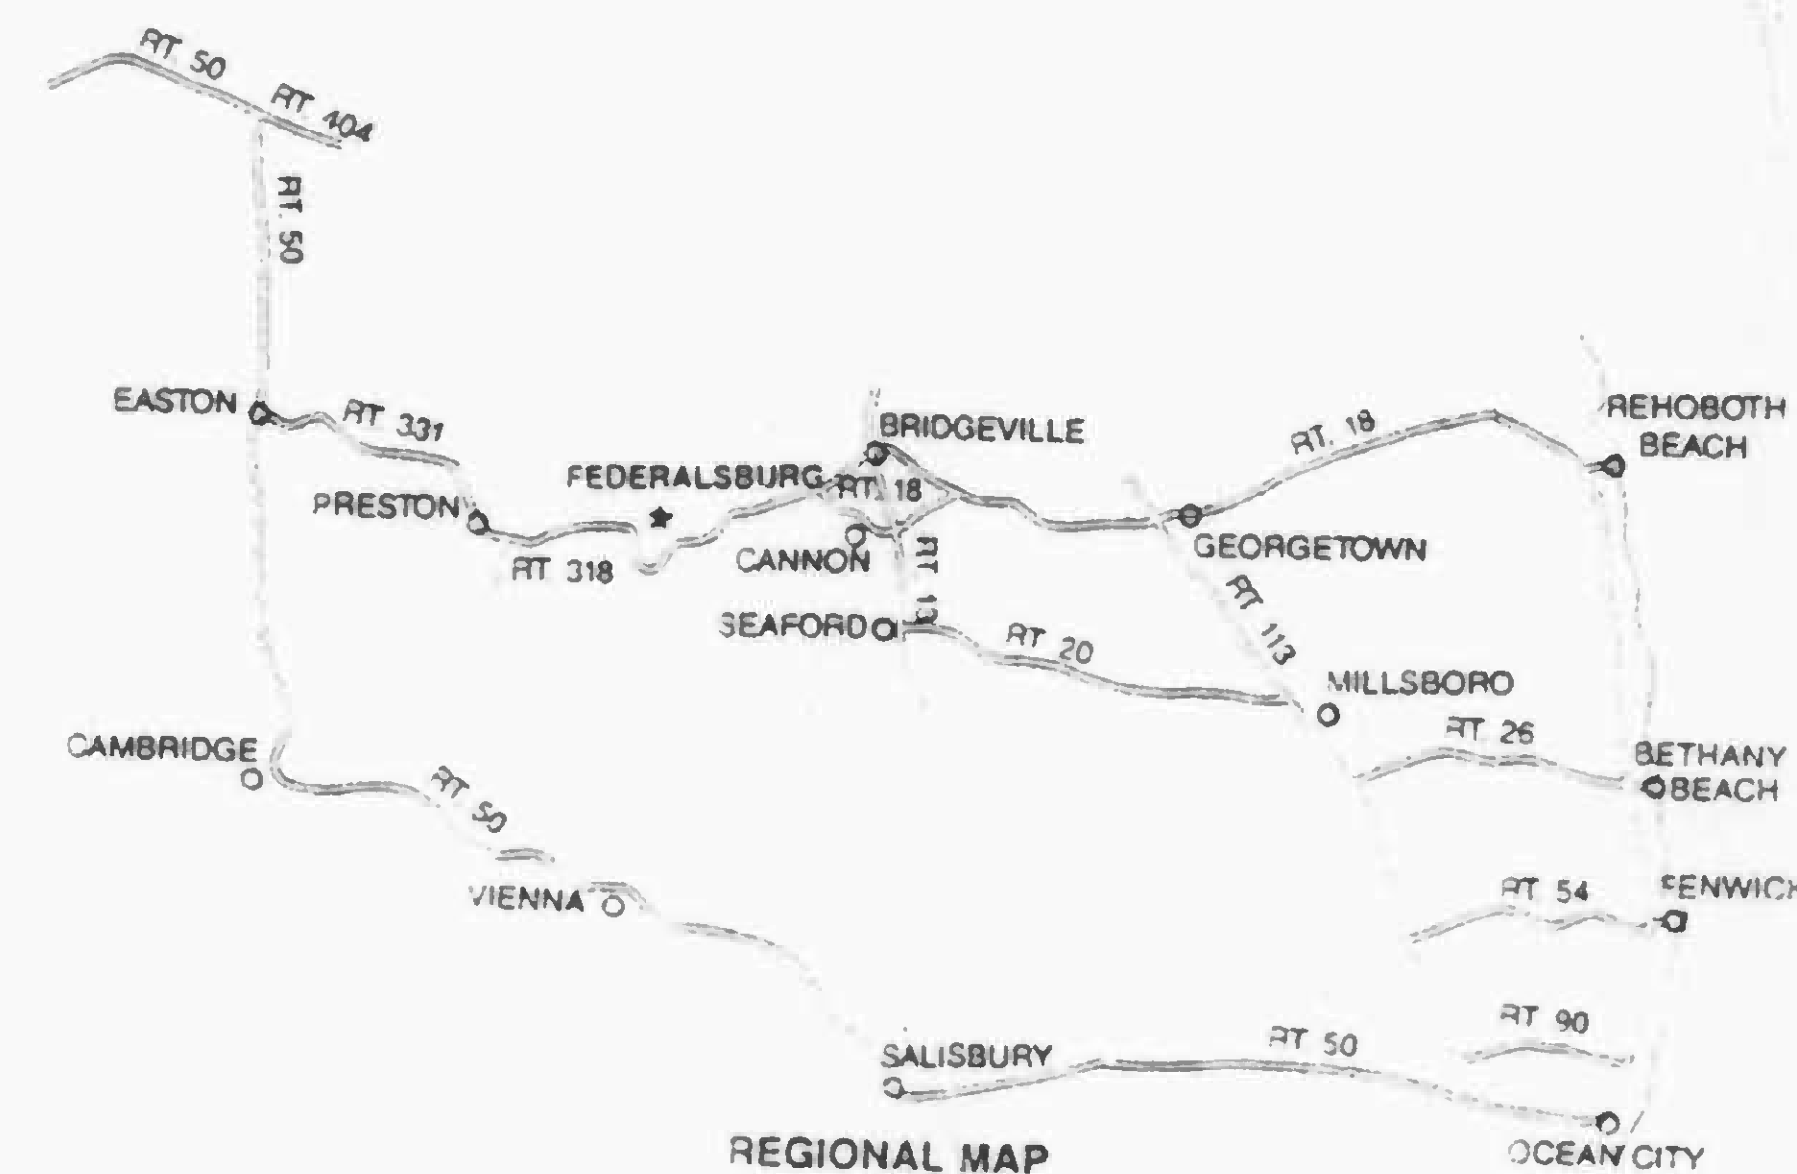 RT 50
RT. 404
RT. 50
EASTON
RT 331
BRIDGEVILLE
RT. 18
REHOBOTH
BEACH
FEDERALSBURG
RT. 18
PRESTON
RT 318
CANNON
GEORGETOWN
RT 13
RT 113
SEAFORD
RT 20
MILLSBORO
RT. 26
CAMBRIDGE
BETHANY
BEACH
RT 50
VIENNA
RT 54
FENWICK
RT 90
RT 50
SALISBURY
OCEAN CITY
REGIONAL MAP